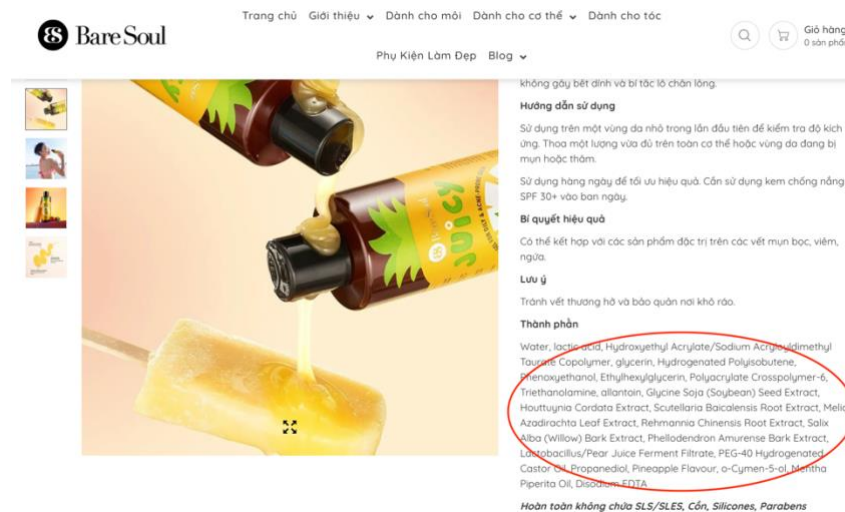 Bare Soul
Trang chủ Giới thiệu Dành cho môi Dành cho cơ thể Dành cho tóc
Phụ Kiện Làm Đẹp Blog
Giỏ hàng
0 sản phẩ
không gây bết dính và bí tắc lỗ chân lông.
Hướng dẫn sử dụng
Sử dụng trên một vùng da nhỏ trong lần đầu tiên để kiểm tra độ kích
ứng. Thoa một lượng vừa đủ trên toàn cơ thể hoặc vùng da đang bị
mụn hoặc thâm.
Sử dụng hàng ngày để tối ưu hiệu quả. Cần sử dụng kem chống nắng
SPF 30+ vào ban ngày.
Bí quyết hiệu quả
Có thể kết hợp với các sản phẩm đặc trị trên các vết mụn bọc, viêm,
ngứa.
Lưu ý
Tránh vết thương hở và bảo quản nơi khô ráo.
Thành phần
Water, lactic acid, Hydroxyethyl Acrylate/Sodium Acryloyldimethyl
Taurate Copolymer, glycerin, Hydrogenated Polyisobutene,
Phenoxyethanol, Ethylhexylglycerin, Polyacrylate Crosspolymer-6,
Triethanolamine, allantoin, Glycine Soja (Soybean) Seed Extract,
Houttuynia Cordata Extract, Scutellaria Baicalensis Root Extract, Melia
Azadirachta Leaf Extract, Rehmannia Chinensis Root Extract, Salix
Alba (Willow) Bark Extract, Phellodendron Amurense Bark Extract,
Lactobacillus/Pear Juice Ferment Filtrate, PEG-40 Hydrogenated
Castor Oil, Propanediol, Pineapple Flavour, o-Cymen-5-ol, Mentha
Piperita Oil, Disodium EDTA
Hoàn toàn không chứa SLS/SLES, Cồn, Silicones, Parabens
JUICY
BareSoul